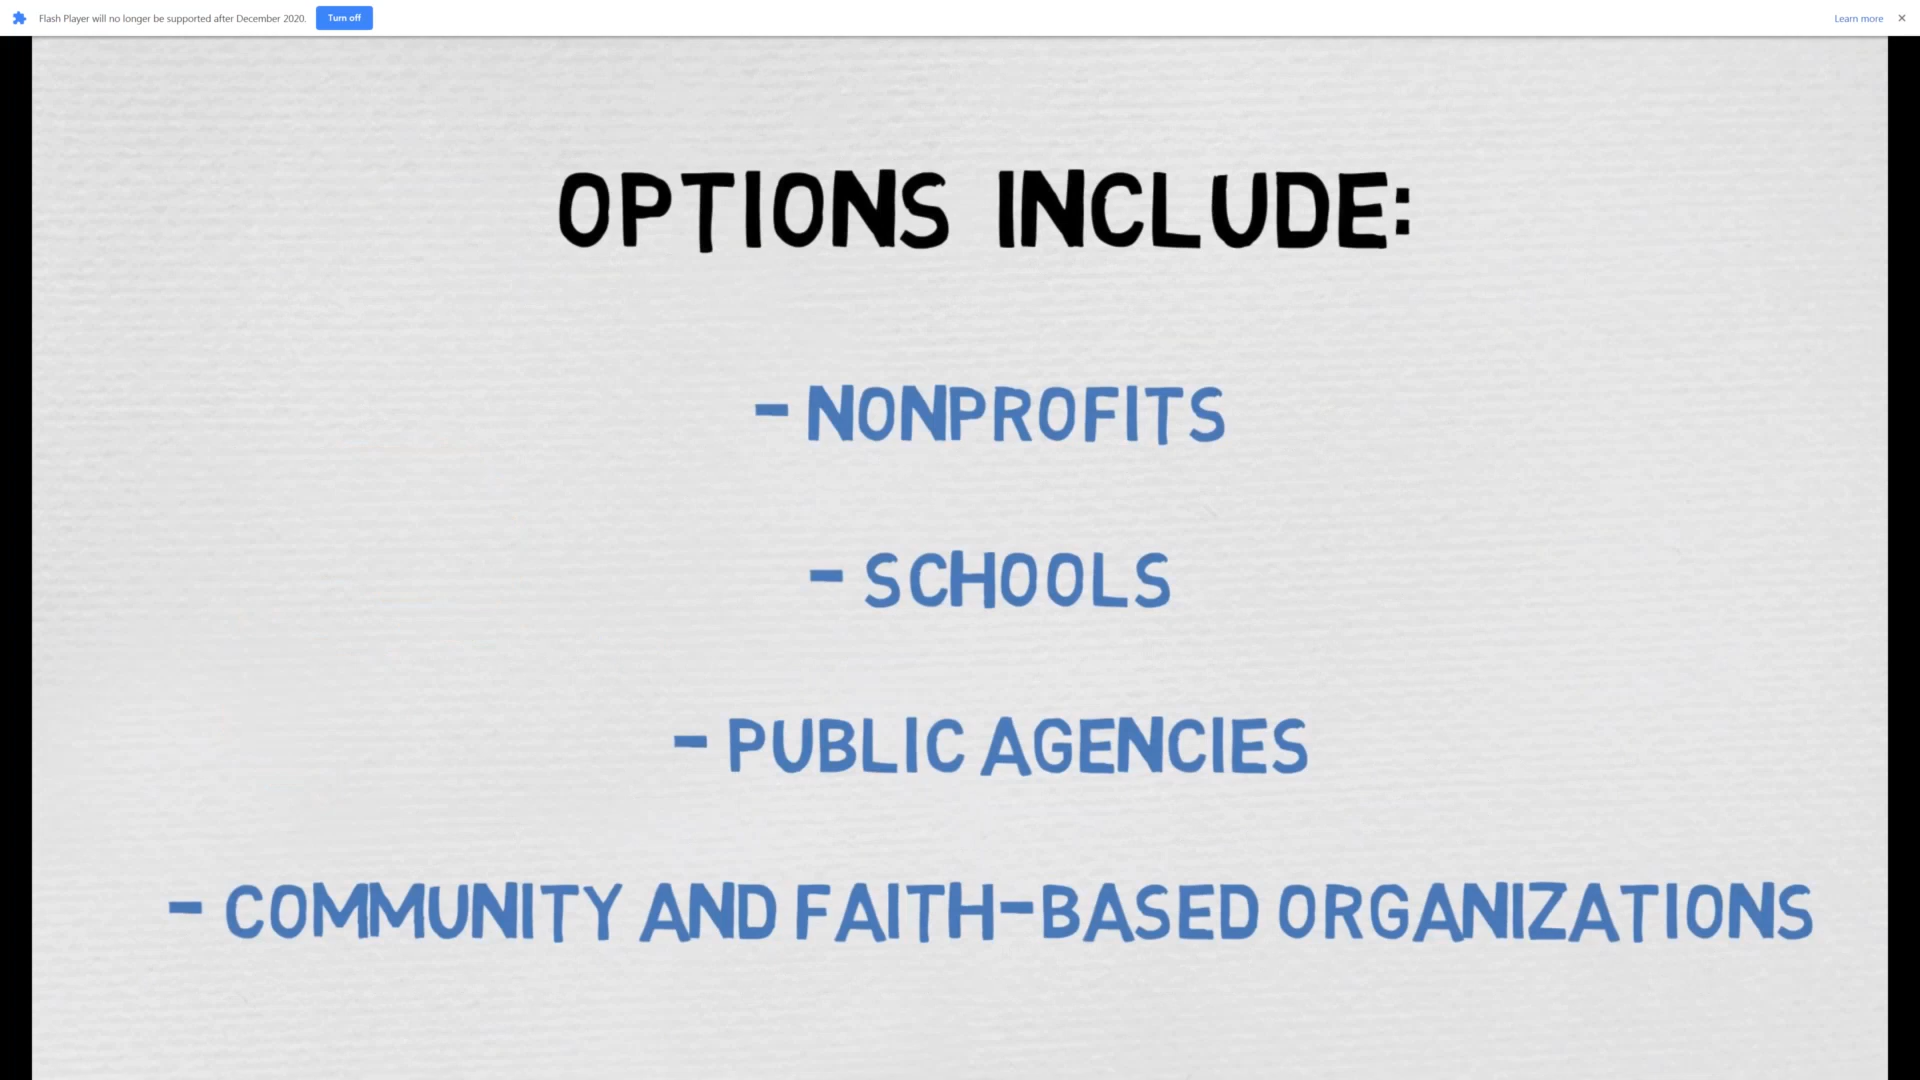 Flash Player will no longer be supported after December 2020. Turn off Learn more
OPTIONS INCLUDE:
- NONPROFITS
- SCHOOLS
- PUBLIC AGENCIES
- COMMUNITY AND FAITH-BASED ORGANIZATIONS